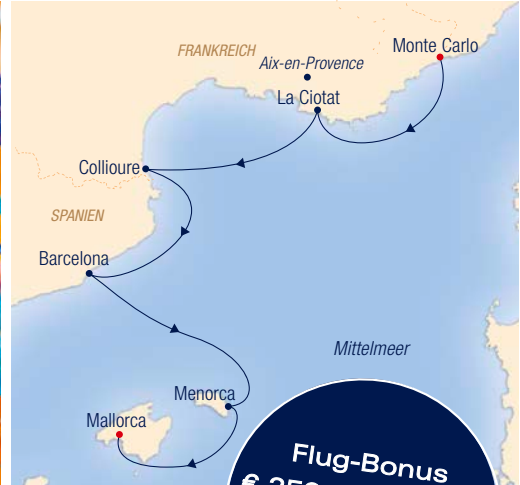 Monte Carlo
FRANKREICH
Aix-en-Provence
La Ciotat
Collioure
SPANIEN
Barcelona
Mittelmeer
Menorca
Mallorca
Flug-Bonus
€